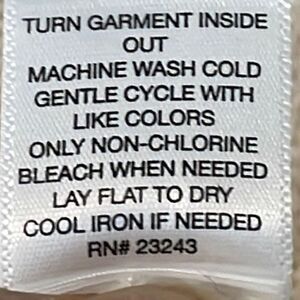 TURN GARMENT INSIDE
OUT
MACHINE WASH COLD
GENTLE CYCLE WITH
LIKE COLORS
ONLY NON-CHLORINE
BLEACH WHEN NEEDED
LAY FLAT TO DRY
COOL IRON IF NEEDED
RN# 23243